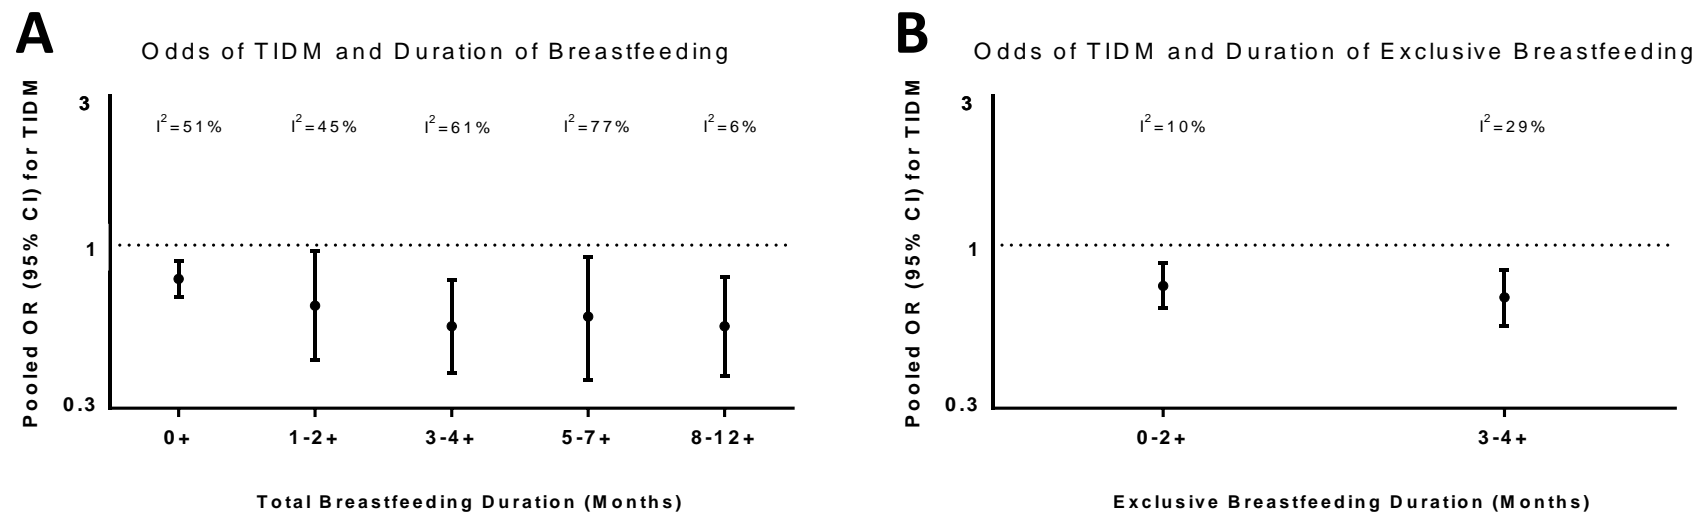 A
Odds of TIDM and Duration of Breastfeeding
Pooled OR (95% CI) for TIDM
3
1
0.3
I2=51%
I2=45%
I2=61%
I2=77%
I2=6%
0+
1-2+
3-4+
5-7+
8-12+
Total Breastfeeding Duration (Months)
B
Odds of TIDM and Duration of Exclusive Breastfeeding
Pooled OR (95% CI) for TIDM
3
1
0.3
I2=10%
I2=29%
0-2+
3-4+
Exclusive Breastfeeding Duration (Months)